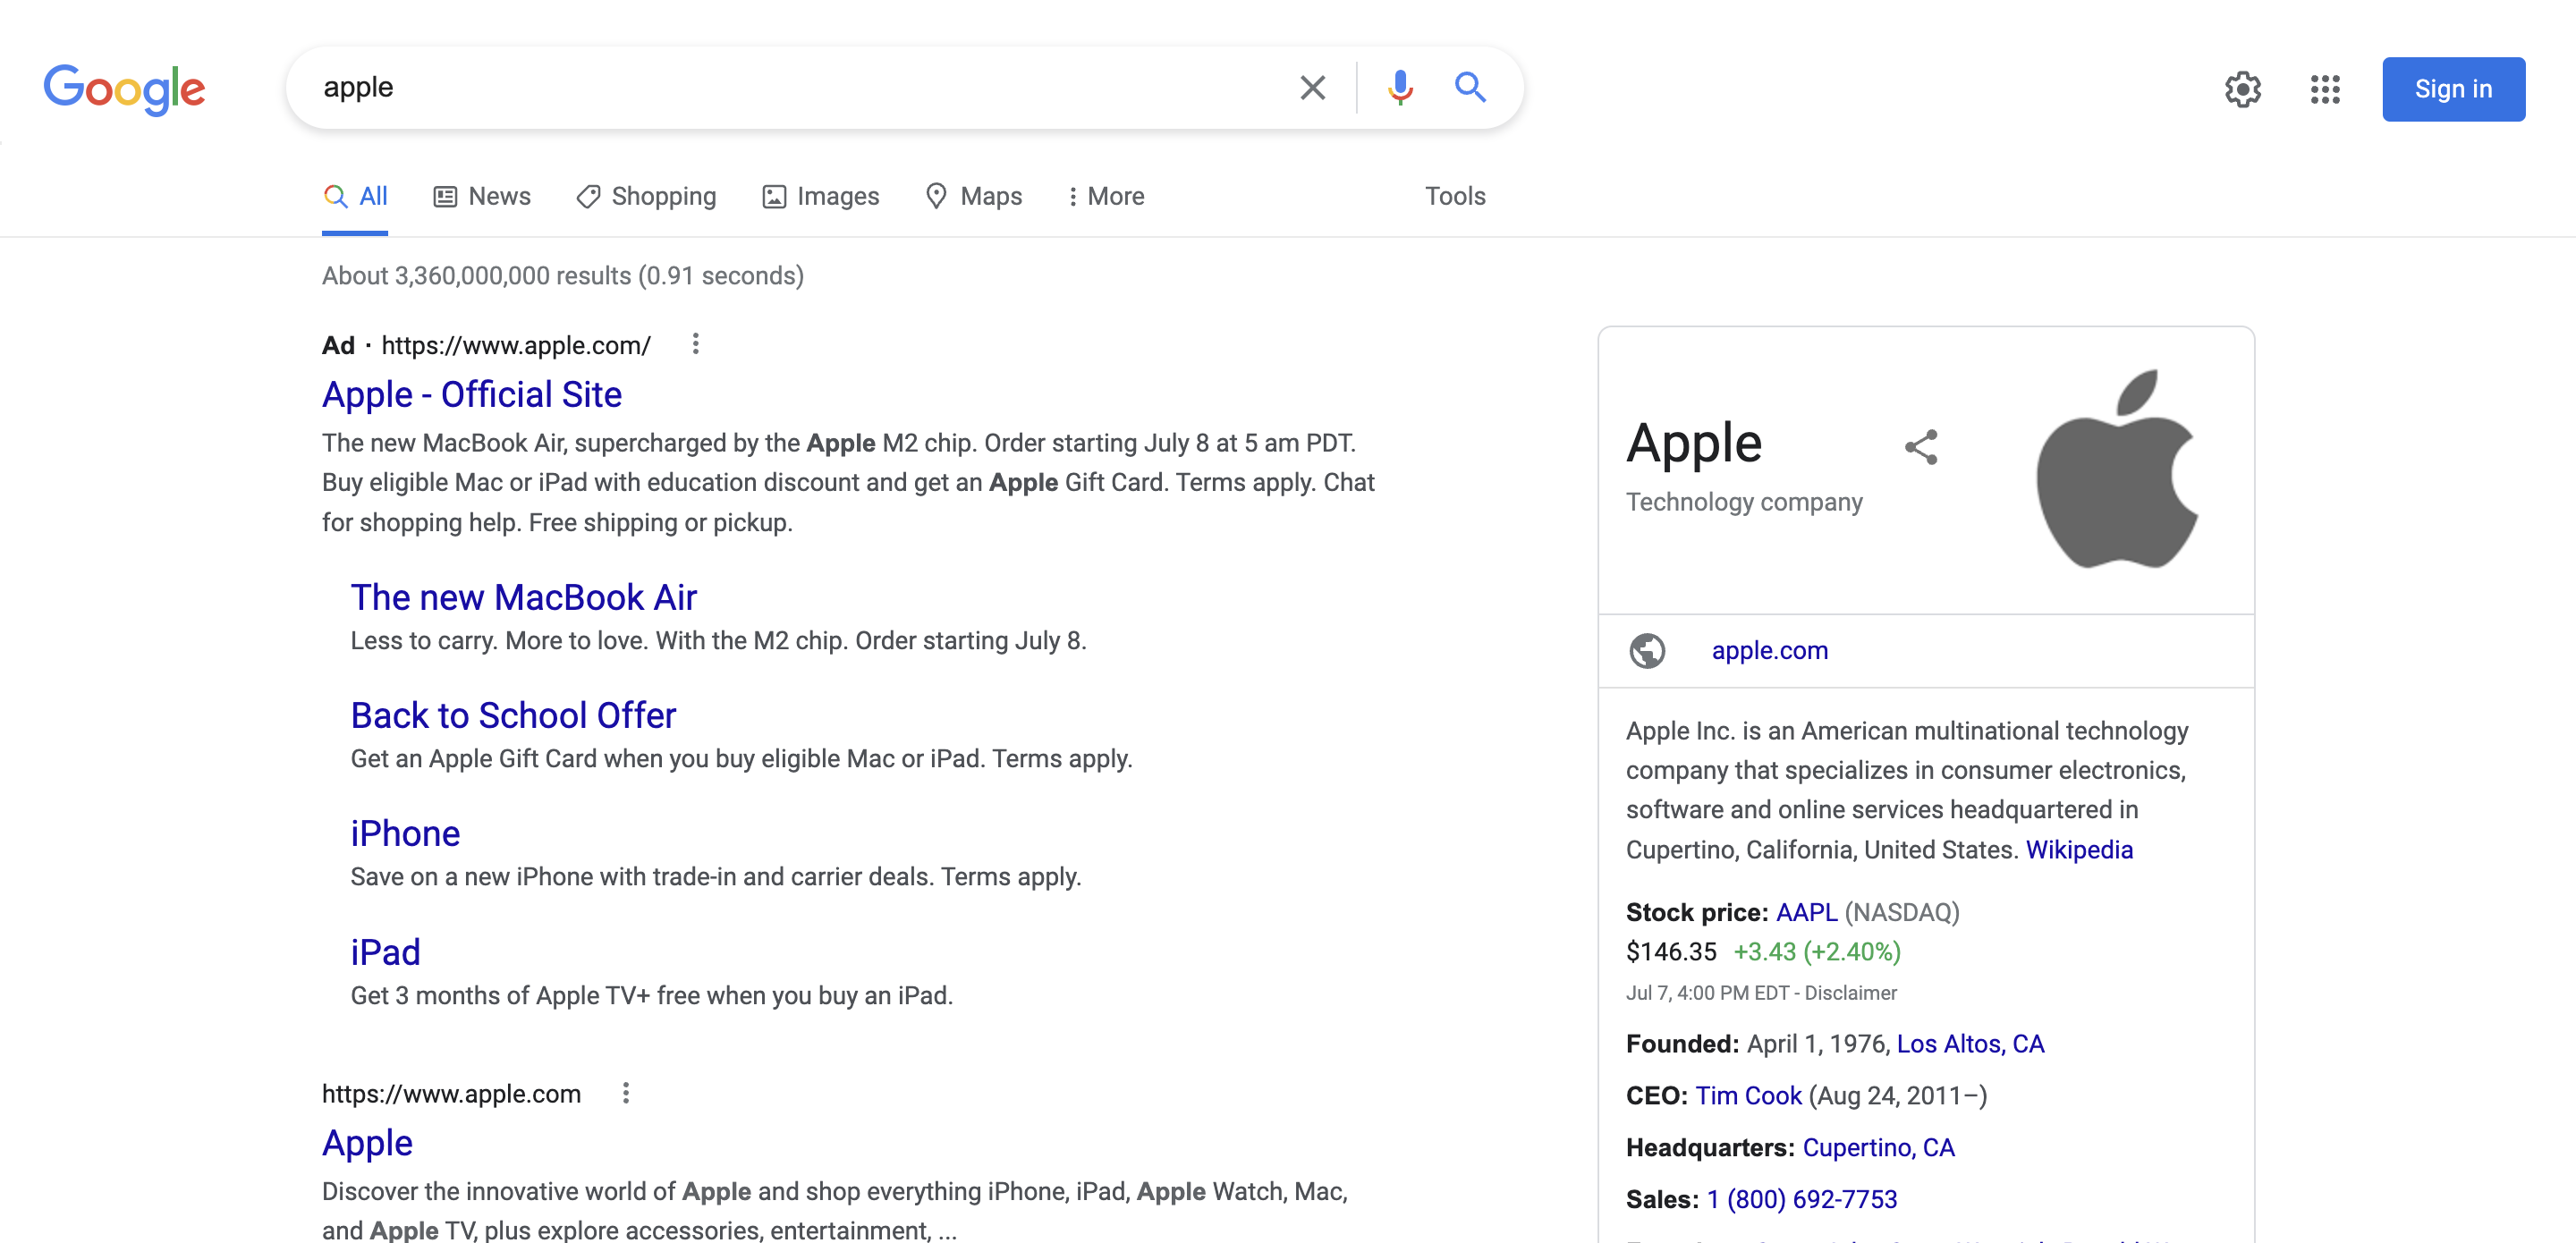 Google
apple
Sign in
All
News
Shopping
Images
Maps
More
Tools
About 3,360,000,000 results (0.91 seconds)
Ad · https://www.apple.com/
Apple - Official Site
The new MacBook Air, supercharged by the Apple M2 chip. Order starting July 8 at 5 am PDT.
Buy eligible Mac or iPad with education discount and get an Apple Gift Card. Terms apply. Chat
for shopping help. Free shipping or pickup.
The new MacBook Air
Less to carry. More to love. With the M2 chip. Order starting July 8.
Back to School Offer
Get an Apple Gift Card when you buy eligible Mac or iPad. Terms apply.
iPhone
Save on a new iPhone with trade-in and carrier deals. Terms apply.
iPad
Get 3 months of Apple TV+ free when you buy an iPad.
https://www.apple.com
Apple
Discover the innovative world of Apple and shop everything iPhone, iPad, Apple Watch, Mac,
and Apple TV, plus explore accessories, entertainment, ...
Apple
Technology company
apple.com
Apple Inc. is an American multinational technology
company that specializes in consumer electronics,
software and online services headquartered in
Cupertino, California, United States. Wikipedia
Stock price: AAPL (NASDAQ)
$146.35 +3.43 (+2.40%)
Jul 7, 4:00 PM EDT - Disclaimer
Founded: April 1, 1976, Los Altos, CA
CEO: Tim Cook (Aug 24, 2011–)
Headquarters: Cupertino, CA
Sales: 1 (800) 692-7753